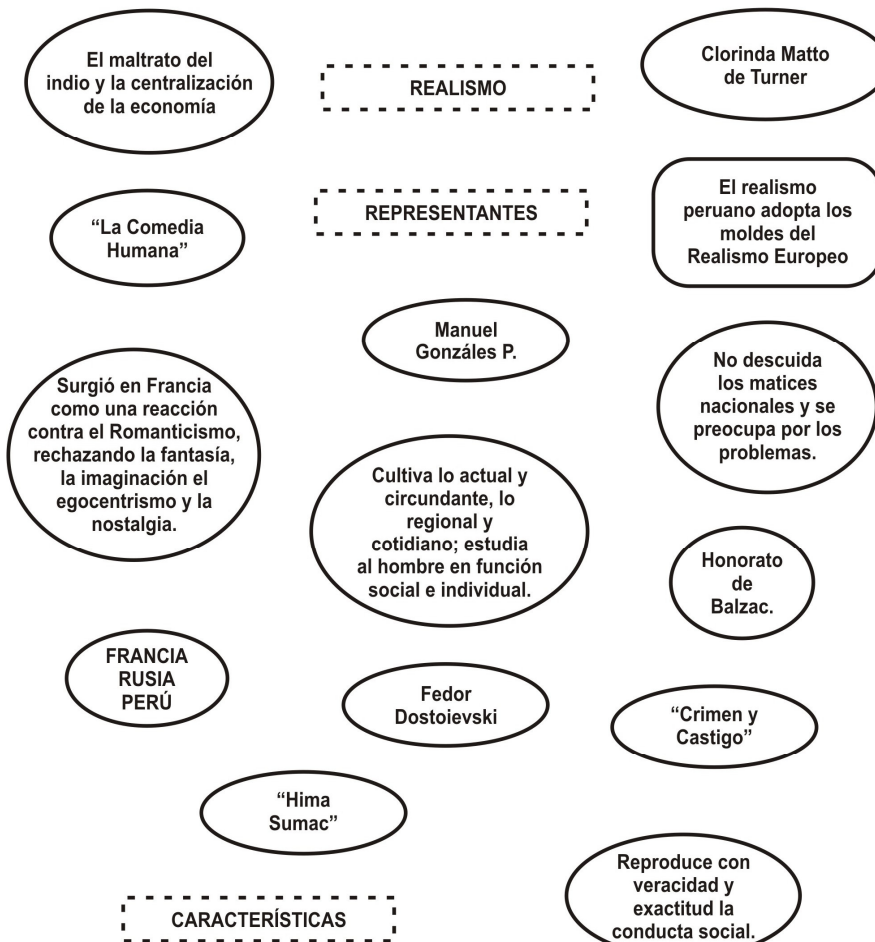 El maltrato del
indio y la centralización
de la economía
REALISMO
Clorinda Matto
de Turner
“La Comedia
Humana”
REPRESENTANTES
El realismo
peruano adopta los
moldes del
Realismo Europeo
Manuel
Gonzáles P.
Surgió en Francia
como una reacción
contra el Romanticismo,
rechazando la fantasía,
la imaginación el
egocentrismo y la
nostalgia.
No descuida
los matices
nacionales y se
preocupa por los
problemas.
Cultiva lo actual y
circundante, lo
regional y
cotidiano; estudia
al hombre en función
social e individual.
Honorato
de
Balzac.
FRANCIA
RUSIA
PERÚ
Fedor
Dostoievski
“Crimen y
Castigo”
“Hima
Sumac”
Reproduce con
veracidad y
exactitud la
conducta social.
CARACTERÍSTICAS